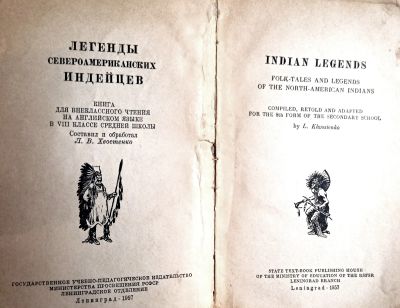 ЛЕГЕНДЫ
СЕВЕРОАМЕРИКАНСКИХ
ИНДЕЙЦЕВ
КНИГА
ДЛЯ ВНЕКЛАССНОГО ЧТЕНИЯ
НА АНГЛИЙСКОМ ЯЗЫКЕ
В VIII КЛАССЕ СРЕДНЕЙ ШКОЛЫ
Составил и обработал
Л. В. Хвостенко
ГОСУДАРСТВЕННОЕ УЧЕБНО-ПЕДАГОГИЧЕСКОЕ ИЗДАТЕЛЬСТВО
МИНИСТЕРСТВА ПРОСВЕЩЕНИЯ РСФСР
ЛЕНИНГРАДСКОЕ ОТДЕЛЕНИЕ
Ленинград · 1957
INDIAN LEGENDS
FOLK-TALES AND LEGENDS
OF THE NORTH-AMERICAN INDIANS
COMPILED, RETOLD AND ADAPTED
FOR THE 8th FORM OF THE SECONDARY SCHOOL
by L. Khvostenko
STATE TEXT-BOOK PUBLISHING HOUSE
OF THE MINISTRY OF EDUCATION OF THE RSFSR
LENINGRAD BRANCH
Leningrad · 1957